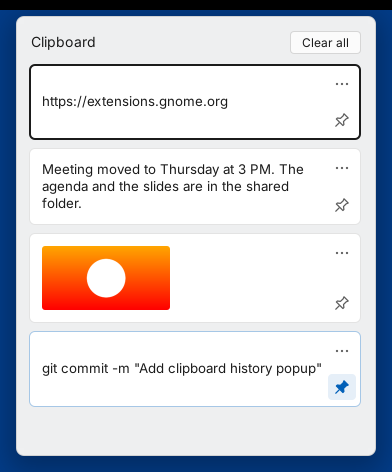 Clipboard
Clear all
https://extensions.gnome.org
Meeting moved to Thursday at 3 PM. The
agenda and the slides are in the shared
folder.
git commit -m "Add clipboard history popup"